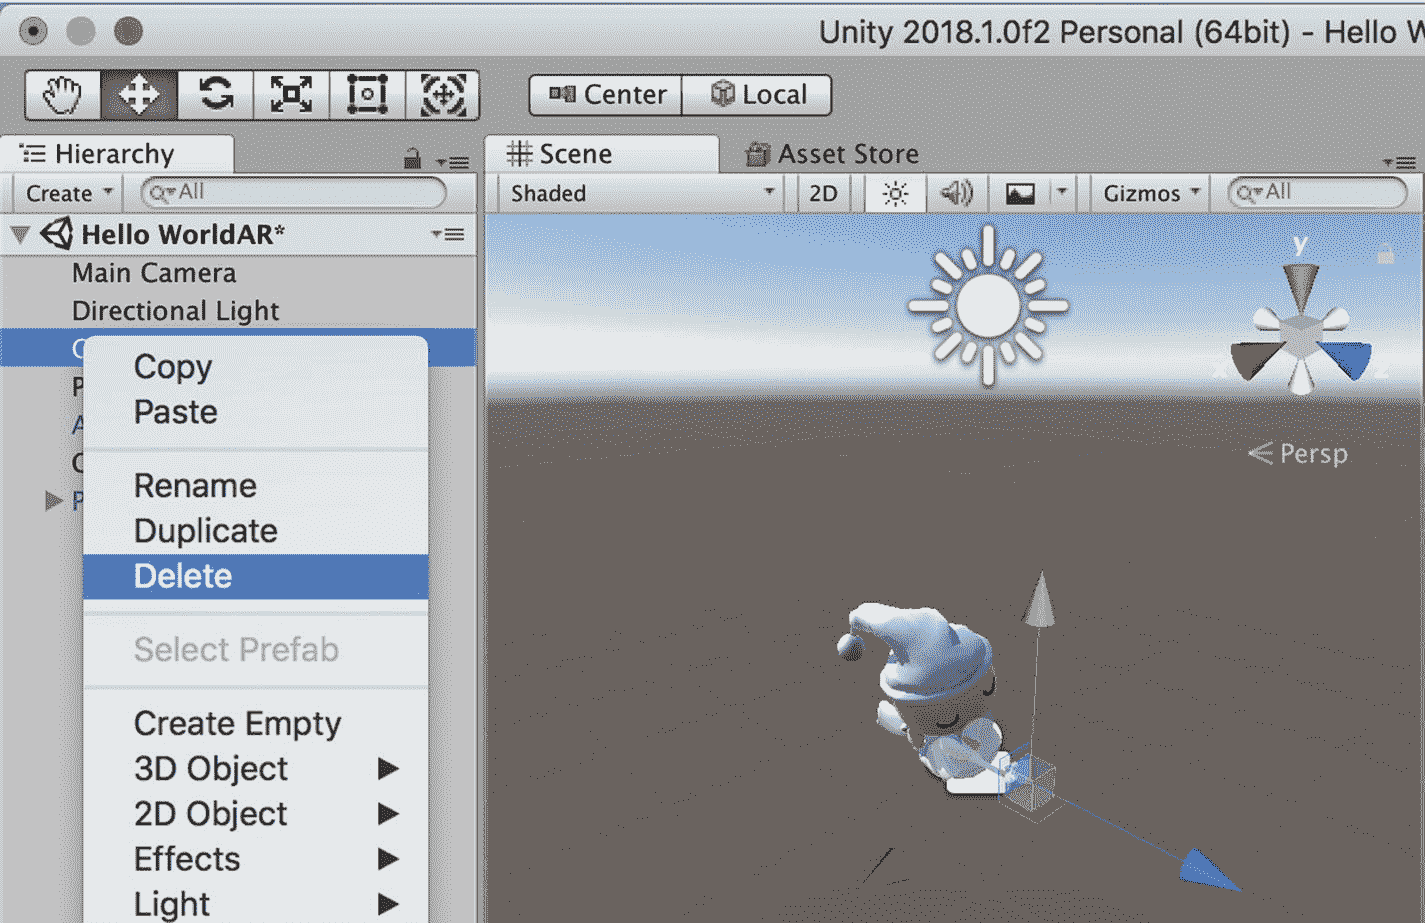 Unity 2018.1.0f2 Personal (64bit) - Hello W
Center
Local
Hierarchy
Scene
Asset Store
Create
All
Shaded
2D
Gizmos
All
Hello WorldAR*
Main Camera
Directional Light
Copy
Paste
Rename
Duplicate
Delete
Select Prefab
Create Empty
3D Object
2D Object
Effects
Light
y
Persp